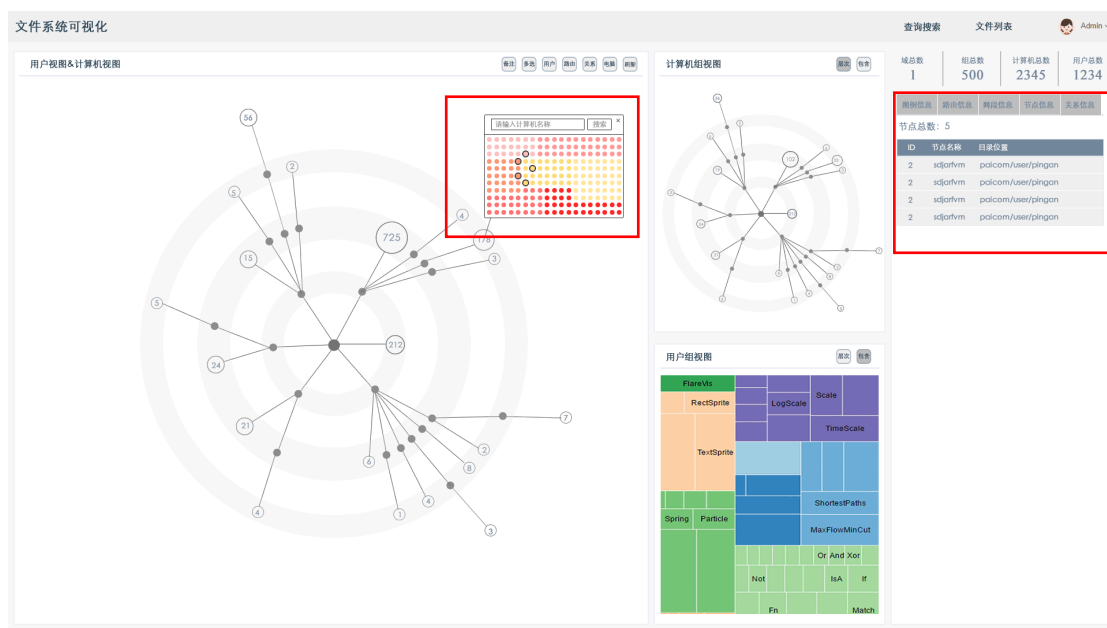 文件系统可视化
查询搜索
文件列表
Admin
用户视图&计算机视图
备注 多选 用户 路由 关系 电脑 刷新
请输入计算机名称 搜索 ×
56
2
5
725
4
178
15
3
5
212
24
21
7
2
6
8
4
1
4
3
计算机组视图
层次 包含
102
212
用户组视图
层次 包含
FlareVis
RectSprite
LogScale
Scale
TimeScale
TextSprite
ShortestPaths
Spring
Particle
MaxFlowMinCut
Or And Xor
Not
IsA
If
Fn
Match
域总数 组总数 计算机总数 用户总数
1 500 2345 1234
图例信息 路由信息 网段信息 节点信息 关系信息
节点总数：5
ID 节点名称 目录位置
2 sdjarfvm paicom/user/pingan
2 sdjarfvm paicom/user/pingan
2 sdjarfvm paicom/user/pingan
2 sdjarfvm paicom/user/pingan